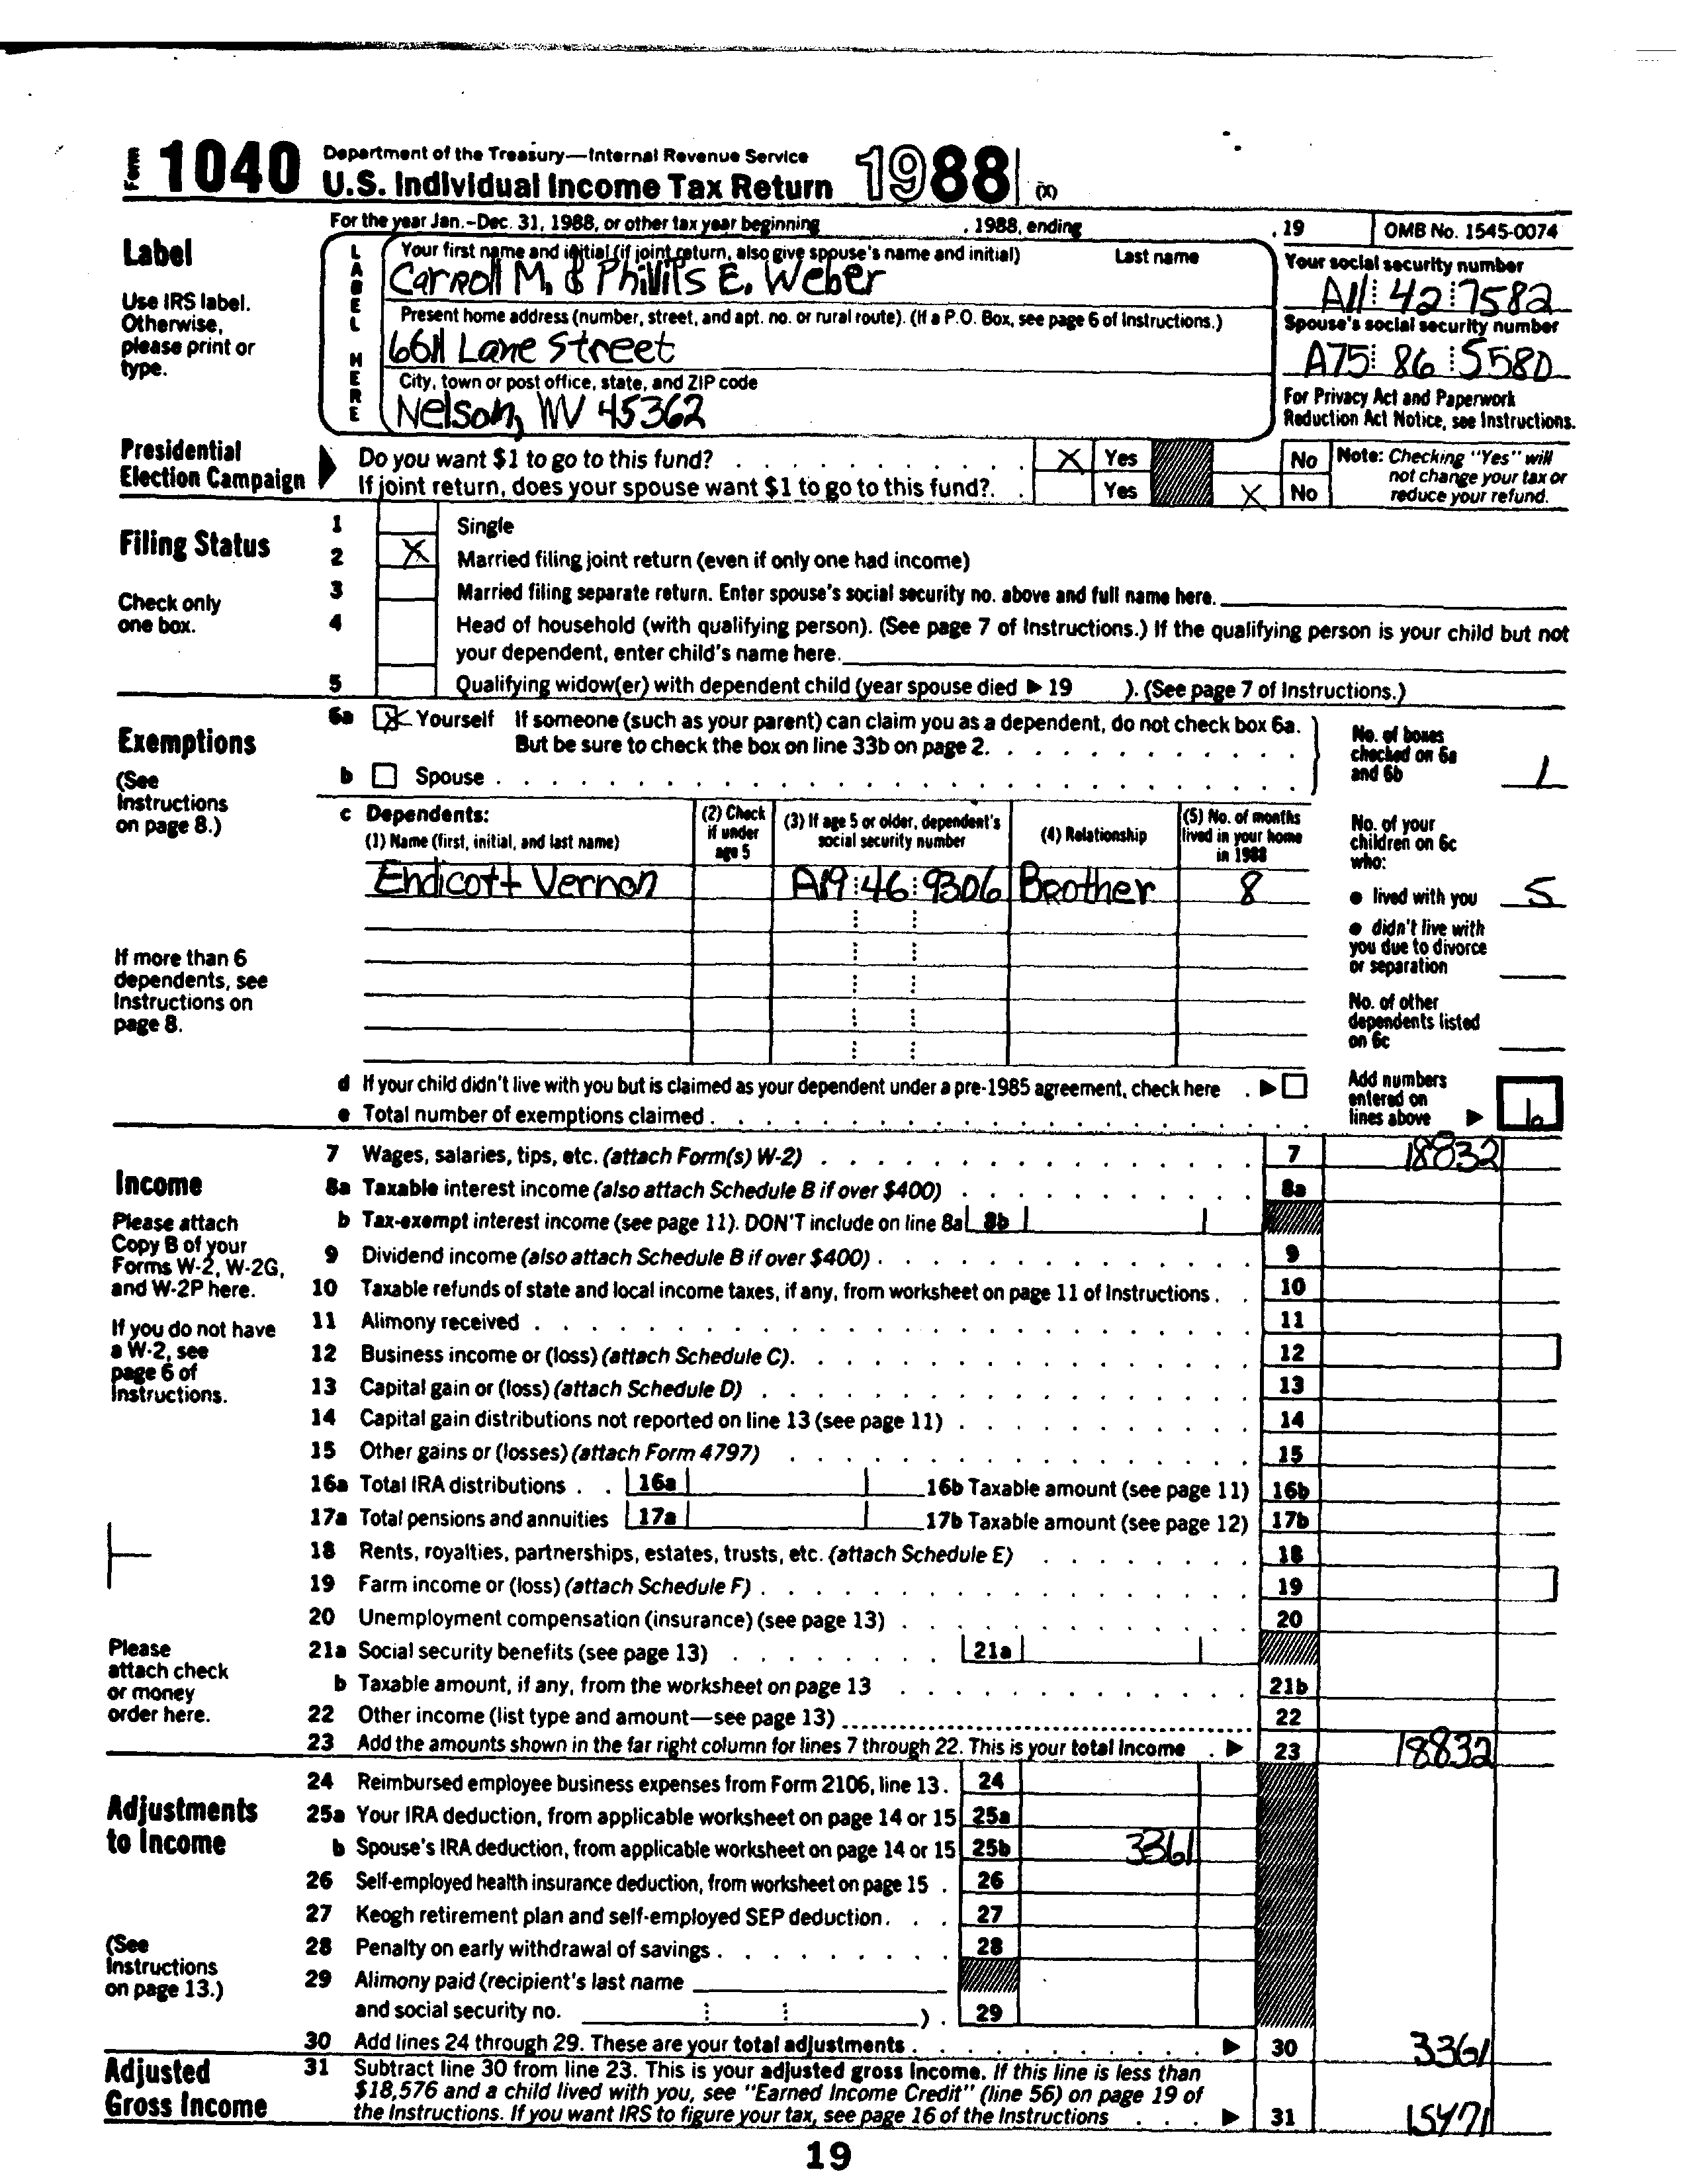 Form 1040 Department of the Treasury—Internal Revenue Service
U.S. Individual Income Tax Return 1988 (X)
For the year Jan.-Dec. 31, 1988, or other tax year beginning , 1988, ending , 19 OMB No. 1545-0074
Label
Use IRS label.
Otherwise,
please print or
type.
LABEL HERE
Your first name and initial (if joint return, also give spouse's name and initial) Last name
Carroll M. & Phillis E. Weber
Present home address (number, street, and apt. no. or rural route). (If a P.O. Box, see page 6 of Instructions.)
6611 Lane Street
City, town or post office, state, and ZIP code
Nelson, WV 45362
Your social security number
A11 42 7582
Spouse's social security number
A75 86 5580
For Privacy Act and Paperwork
Reduction Act Notice, see Instructions.
Presidential
Election Campaign
Do you want $1 to go to this fund? X Yes No
If joint return, does your spouse want $1 to go to this fund? Yes X No
Note: Checking "Yes" will
not change your tax or
reduce your refund.
Filing Status
Check only
one box.
1 Single
2 X Married filing joint return (even if only one had income)
3 Married filing separate return. Enter spouse's social security no. above and full name here.
4 Head of household (with qualifying person). (See page 7 of Instructions.) If the qualifying person is your child but not
your dependent, enter child's name here.
5 Qualifying widow(er) with dependent child (year spouse died ▶ 19 ). (See page 7 of Instructions.)
Exemptions
(See
Instructions
on page 8.)
If more than 6
dependents, see
Instructions on
page 8.
6a X Yourself If someone (such as your parent) can claim you as a dependent, do not check box 6a.
But be sure to check the box on line 33b on page 2.
b Spouse
No. of boxes
checked on 6a
and 6b 1
c Dependents:
(1) Name (first, initial, and last name)
(2) Check
if under
age 5
(3) If age 5 or older, dependent's
social security number
(4) Relationship
(5) No. of months
lived in your home
in 1988
Endicott Vernon A19 46 9306 Brother 8
No. of your
children on 6c
who:
● lived with you 5
● didn't live with
you due to divorce
or separation
No. of other
dependents listed
on 6c
d If your child didn't live with you but is claimed as your dependent under a pre-1985 agreement, check here ▶
e Total number of exemptions claimed
Add numbers
entered on
lines above ▶ 6
Income
Please attach
Copy B of your
Forms W-2, W-2G,
and W-2P here.
If you do not have
a W-2, see
page 6 of
Instructions.
Please
attach check
or money
order here.
7 Wages, salaries, tips, etc. (attach Form(s) W-2) 7 18832
8a Taxable interest income (also attach Schedule B if over $400) 8a
b Tax-exempt interest income (see page 11). DON'T include on line 8a 8b
9 Dividend income (also attach Schedule B if over $400) 9
10 Taxable refunds of state and local income taxes, if any, from worksheet on page 11 of Instructions 10
11 Alimony received 11
12 Business income or (loss) (attach Schedule C) 12
13 Capital gain or (loss) (attach Schedule D) 13
14 Capital gain distributions not reported on line 13 (see page 11) 14
15 Other gains or (losses) (attach Form 4797) 15
16a Total IRA distributions 16a 16b Taxable amount (see page 11) 16b
17a Total pensions and annuities 17a 17b Taxable amount (see page 12) 17b
18 Rents, royalties, partnerships, estates, trusts, etc. (attach Schedule E) 18
19 Farm income or (loss) (attach Schedule F) 19
20 Unemployment compensation (insurance) (see page 13) 20
21a Social security benefits (see page 13) 21a
b Taxable amount, if any, from the worksheet on page 13 21b
22 Other income (list type and amount—see page 13) 22
23 Add the amounts shown in the far right column for lines 7 through 22. This is your total income ▶ 23 18832
Adjustments
to Income
(See
Instructions
on page 13.)
24 Reimbursed employee business expenses from Form 2106, line 13. 24
25a Your IRA deduction, from applicable worksheet on page 14 or 15 25a
b Spouse's IRA deduction, from applicable worksheet on page 14 or 15 25b 3361
26 Self-employed health insurance deduction, from worksheet on page 15 26
27 Keogh retirement plan and self-employed SEP deduction 27
28 Penalty on early withdrawal of savings 28
29 Alimony paid (recipient's last name
and social security no. ) 29
30 Add lines 24 through 29. These are your total adjustments ▶ 30 3361
Adjusted
Gross Income
31 Subtract line 30 from line 23. This is your adjusted gross income. If this line is less than
$18,576 and a child lived with you, see "Earned Income Credit" (line 56) on page 19 of
the Instructions. If you want IRS to figure your tax, see page 16 of the Instructions ▶ 31 15471
19